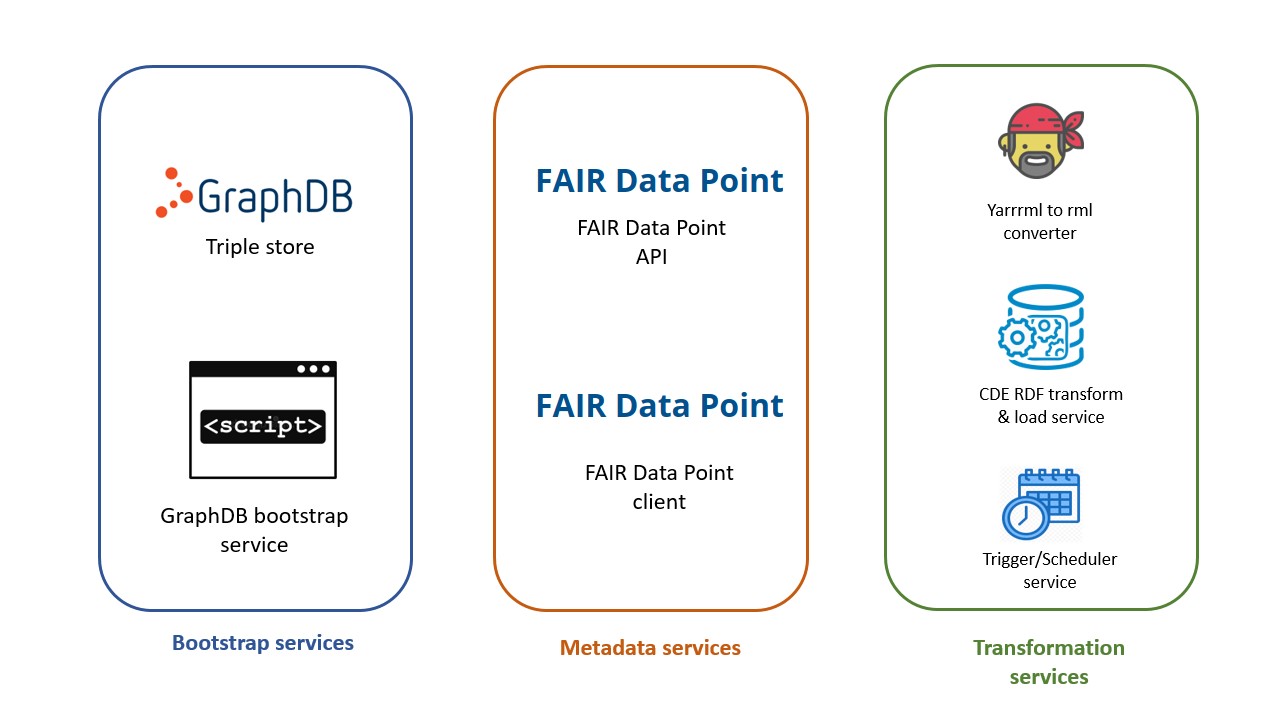 GraphDB
Triple store
<script>
GraphDB bootstrap
service
Bootstrap services
FAIR Data Point
FAIR Data Point
API
FAIR Data Point
FAIR Data Point
client
Metadata services
Yarrrml to rml
converter
CDE RDF transform
& load service
Trigger/Scheduler
service
Transformation
services